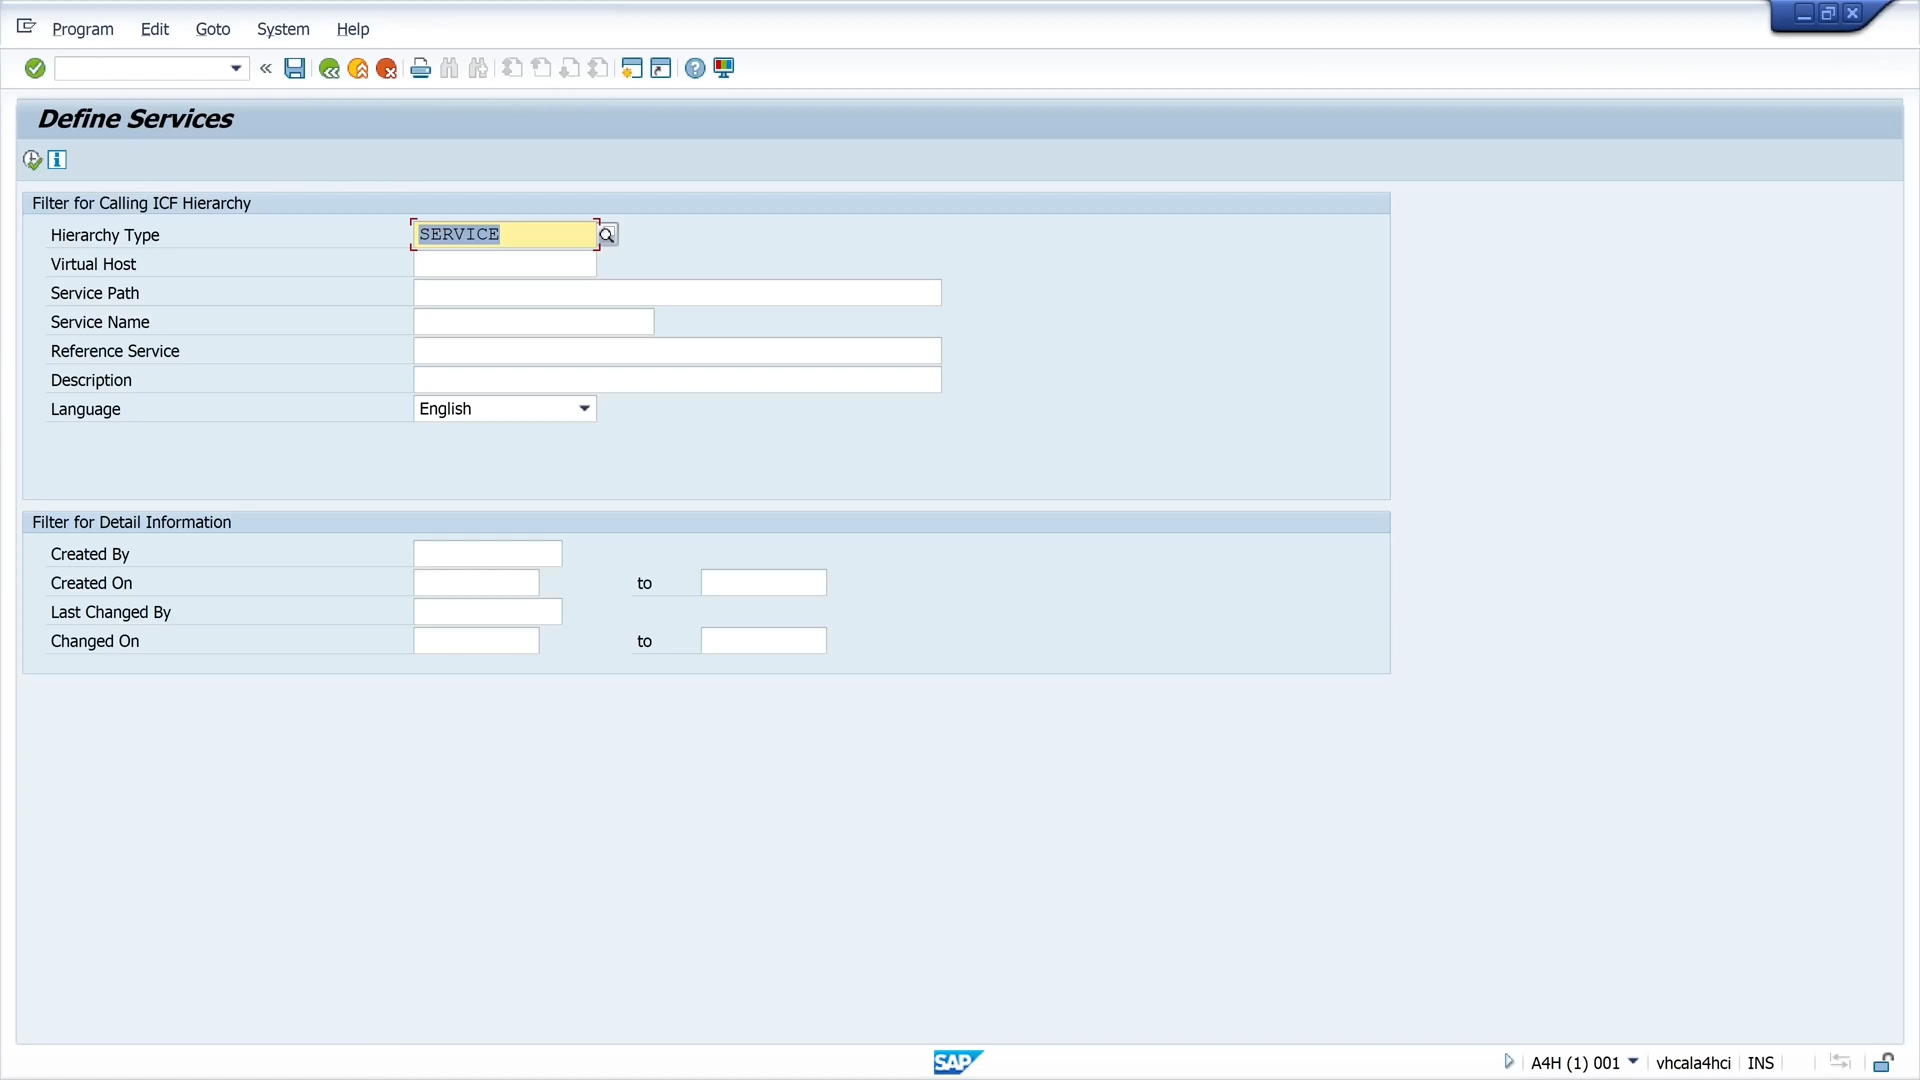 Program Edit Goto System Help
Define Services
Filter for Calling ICF Hierarchy
Hierarchy Type SERVICE
Virtual Host
Service Path
Service Name
Reference Service
Description
Language English
Filter for Detail Information
Created By
Created On to
Last Changed By
Changed On to
SAP A4H (1) 001 vhcala4hci INS